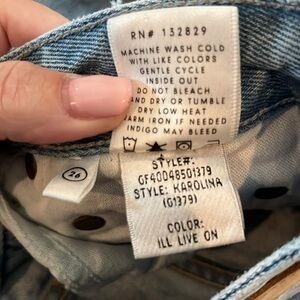 RN# 132829
MACHINE WASH COLD
WITH LIKE COLORS
GENTLE CYCLE
INSIDE OUT
DO NOT BLEACH
AND DRY OR TUMBLE
DRY LOW HEAT
WARM IRON IF NEEDED
INDIGO MAY BLEED
26
STYLE#:
GF40048501379
STYLE: KAROLINA
(G1379)
COLOR:
ILL LIVE ON